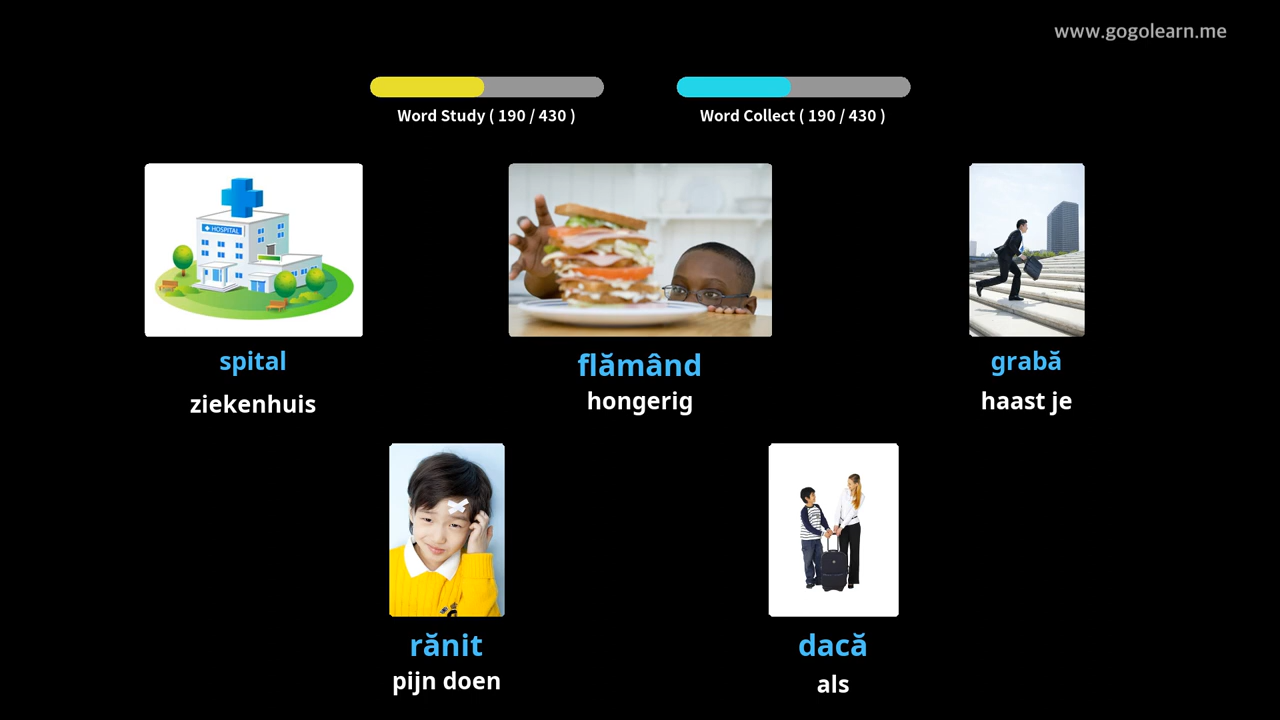 www.gogolearn.me
Word Study ( 190 / 430 )
Word Collect ( 190 / 430 )
HOSPITAL
spital
ziekenhuis
flămând
hongerig
grabă
haast je
rănit
pijn doen
dacă
als